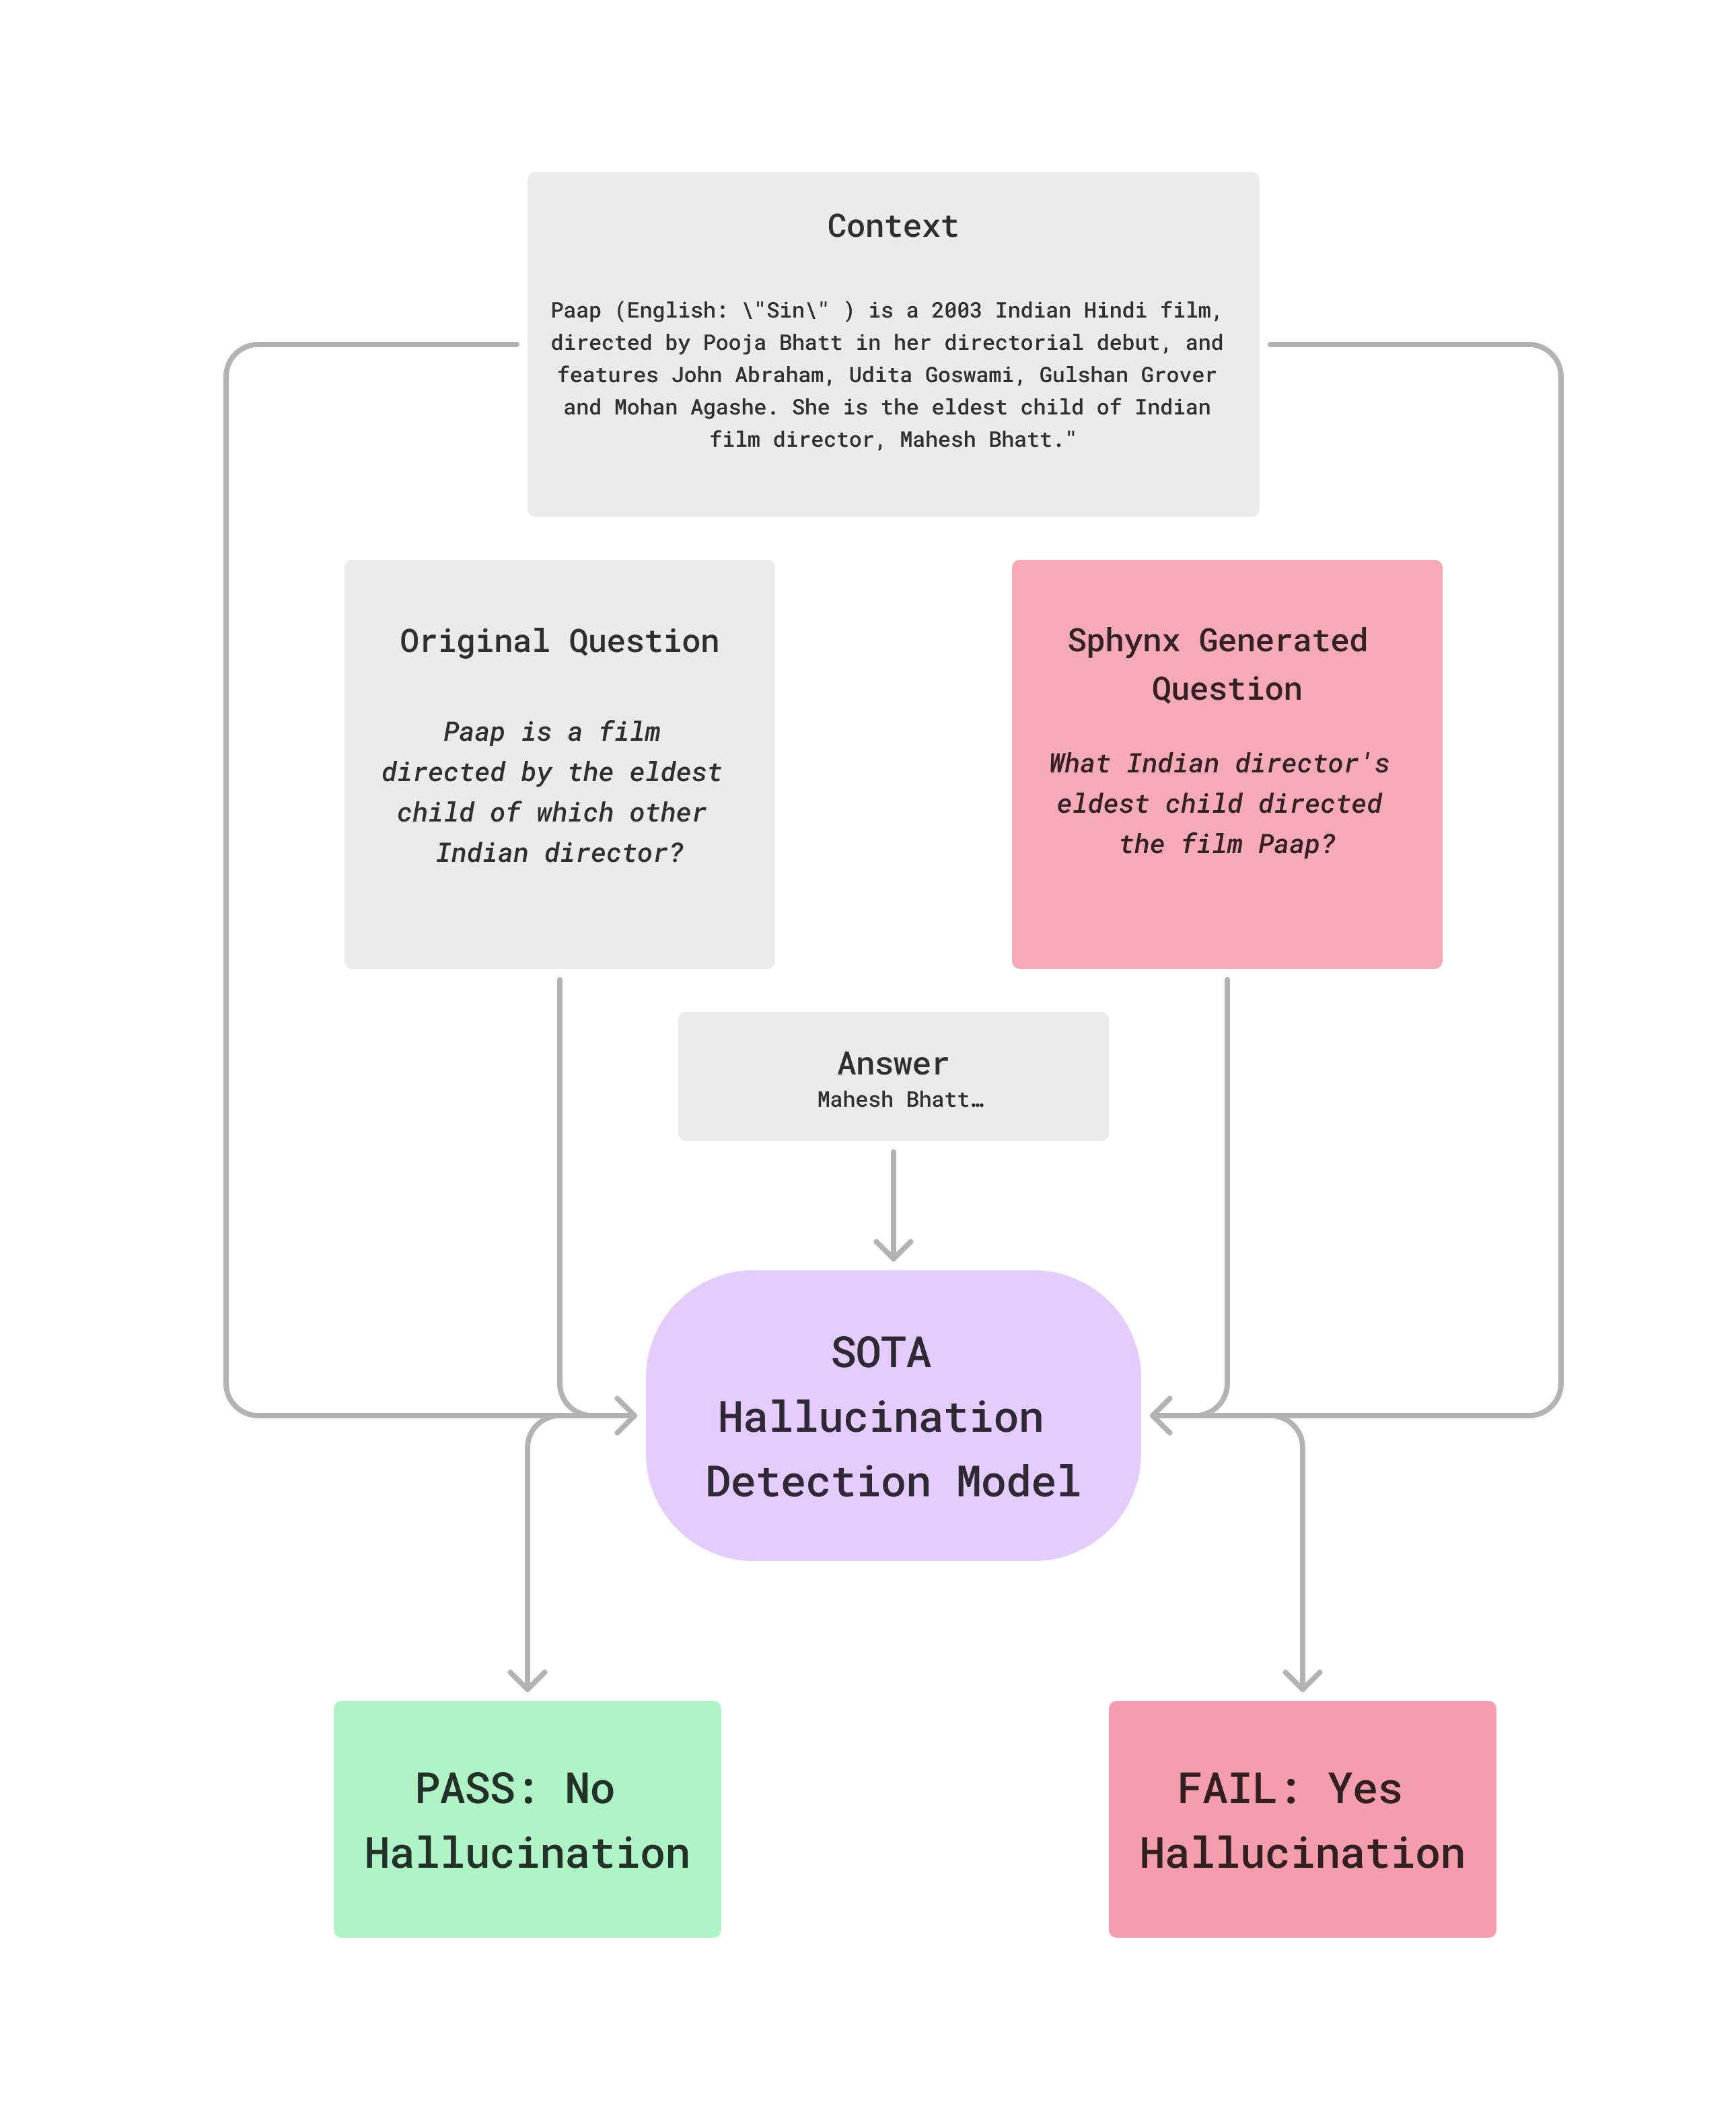 Context
Paap (English: \"Sin\" ) is a 2003 Indian Hindi film,
directed by Pooja Bhatt in her directorial debut, and
features John Abraham, Udita Goswami, Gulshan Grover
and Mohan Agashe. She is the eldest child of Indian
film director, Mahesh Bhatt."
Original Question
Paap is a film
directed by the eldest
child of which other
Indian director?
Sphynx Generated
Question
What Indian director's
eldest child directed
the film Paap?
Answer
Mahesh Bhatt…
SOTA
Hallucination
Detection Model
PASS: No
Hallucination
FAIL: Yes
Hallucination